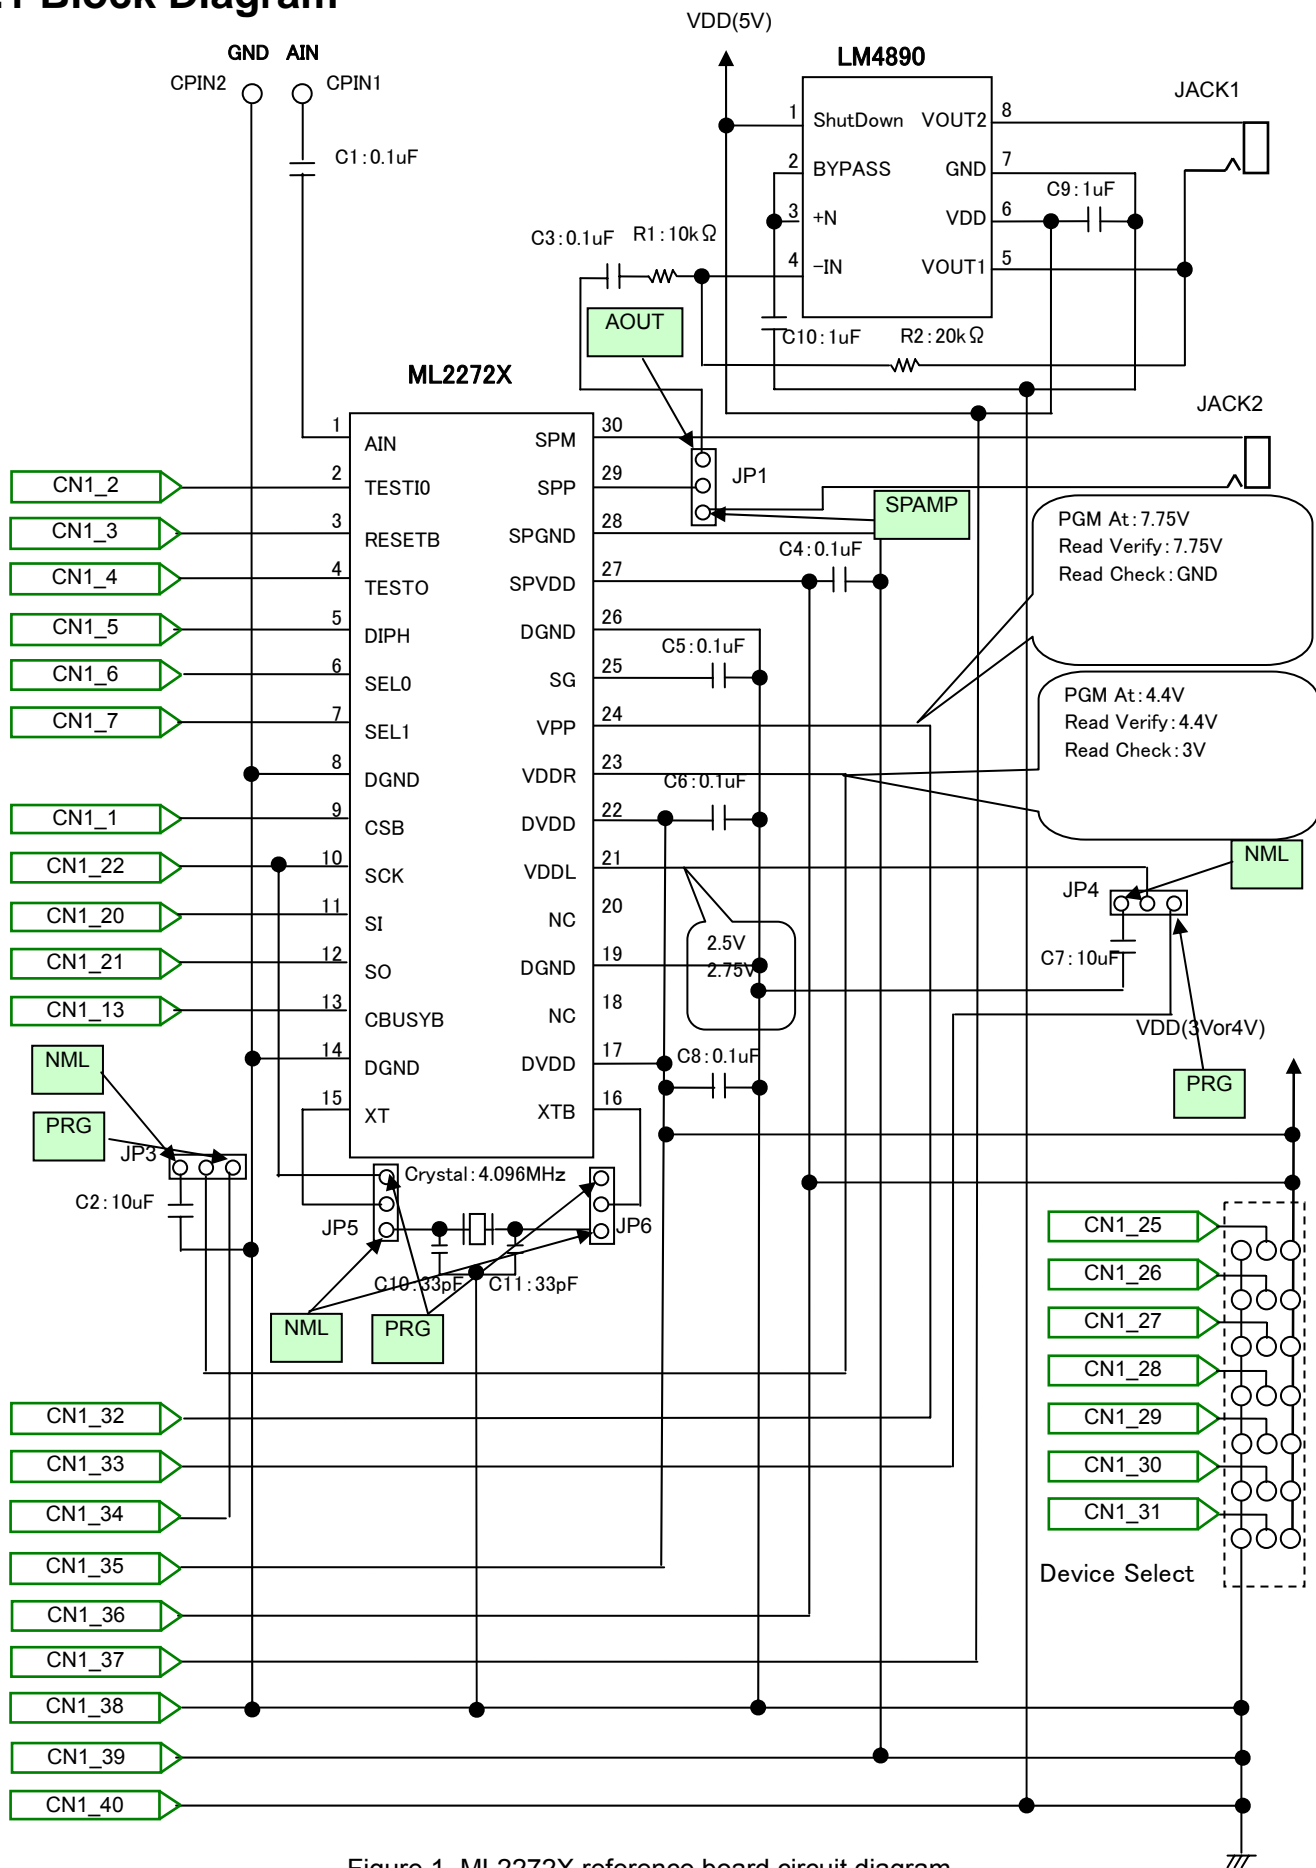 .1 Block Diagram
VDD(5V)
GND AIN
CPIN2
CPIN1
LM4890
JACK1
C1:0.1uF
1 ShutDown VOUT2 8
2 BYPASS GND 7
C9:1uF
3 +N VDD 6
4 −IN VOUT1 5
C3:0.1uF R1:10kΩ
AOUT
C10:1uF
R2:20kΩ
ML2272X
JACK2
1 AIN SPM 30
CN1_2
2 TESTI0 SPP 29
JP1
SPAMP
CN1_3
3 RESETB SPGND 28
PGM At:7.75V
Read Verify:7.75V
Read Check:GND
C4:0.1uF
CN1_4
4 TESTO SPVDD 27
CN1_5
5 DIPH DGND 26
C5:0.1uF
CN1_6
6 SEL0 SG 25
PGM At:4.4V
Read Verify:4.4V
Read Check:3V
CN1_7
7 SEL1 VPP 24
8 DGND VDDR 23
C6:0.1uF
CN1_1
9 CSB DVDD 22
CN1_22
10 SCK VDDL 21
NML
JP4
CN1_20
11 SI NC 20
2.5V
2.75V
C7:10uF
CN1_21
12 SO DGND 19
CN1_13
13 CBUSYB NC 18
VDD(3Vor4V)
NML
14 DGND DVDD 17
C8:0.1uF
PRG
15 XT XTB 16
PRG
JP3
C2:10uF
Crystal:4.096MHz
JP5
JP6
C10:33pF C11:33pF
NML
PRG
CN1_25
CN1_26
CN1_27
CN1_28
CN1_29
CN1_30
CN1_31
Device Select
CN1_32
CN1_33
CN1_34
CN1_35
CN1_36
CN1_37
CN1_38
CN1_39
CN1_40
Figure 1 ML2272X reference board circuit diagram